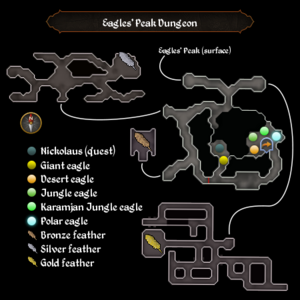 Eagles' Peak Dungeon
Eagles' Peak (surface)
Nickolaus (quest)
Giant eagle
Desert eagle
Jungle eagle
Karamjan Jungle eagle
Polar eagle
Bronze feather
Silver feather
Gold feather